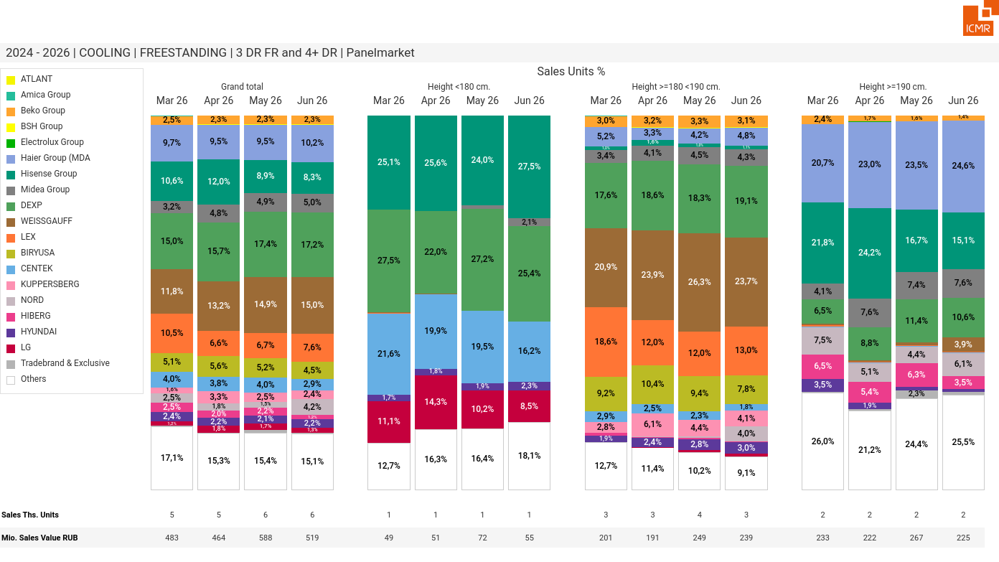 ICMR
2024 - 2026 | COOLING | FREESTANDING | 3 DR FR and 4+ DR | Panelmarket
Sales Units %
ATLANT
Amica Group
Beko Group
BSH Group
Electrolux Group
Haier Group (MDA
Hisense Group
Midea Group
DEXP
WEISSGAUFF
LEX
BIRYUSA
CENTEK
KUPPERSBERG
NORD
HIBERG
HYUNDAI
LG
Tradebrand & Exclusive
Others
Grand total
Mar 26 Apr 26 May 26 Jun 26
2,5% 2,3% 2,3% 2,3%
9,7% 9,5% 9,5% 10,2%
10,6% 12,0% 8,9% 8,3%
3,2% 4,8% 4,9% 5,0%
15,0% 15,7% 17,4% 17,2%
11,8% 13,2% 14,9% 15,0%
10,5% 6,6% 6,7% 7,6%
5,1% 5,6% 5,2% 4,5%
4,0% 3,8% 4,0% 2,9%
1,6% 3,3% 2,5% 2,4%
2,5% 1,8% 1,5% 4,2%
2,5% 2,0% 2,2% 1,2%
2,4% 2,2% 2,1% 2,2%
1,2% 1,8% 1,7% 1,3%
17,1% 15,3% 15,4% 15,1%
Height <180 cm.
Mar 26 Apr 26 May 26 Jun 26
25,1% 25,6% 24,0% 27,5%
2,1%
27,5% 22,0% 27,2% 25,4%
21,6% 19,9% 19,5% 16,2%
1,7% 1,8% 1,9% 2,3%
11,1% 14,3% 10,2% 8,5%
12,7% 16,3% 16,4% 18,1%
Height >=180 <190 cm.
Mar 26 Apr 26 May 26 Jun 26
3,0% 3,2% 3,3% 3,1%
5,2% 3,3% 4,2% 4,8%
1,0% 1,6% 1,0% 1,1%
3,4% 4,1% 4,5% 4,3%
17,6% 18,6% 18,3% 19,1%
20,9% 23,9% 26,3% 23,7%
18,6% 12,0% 12,0% 13,0%
9,2% 10,4% 9,4% 7,8%
2,9% 2,5% 2,3% 1,8%
2,8% 6,1% 4,4% 4,1%
4,0%
1,9% 2,4% 2,8% 3,0%
12,7% 11,4% 10,2% 9,1%
Height >=190 cm.
Mar 26 Apr 26 May 26 Jun 26
2,4% 1,7% 1,6% 1,4%
20,7% 23,0% 23,5% 24,6%
21,8% 24,2% 16,7% 15,1%
4,1% 7,6% 7,4% 7,6%
6,5% 8,8% 11,4% 10,6%
3,9%
7,5% 5,1% 4,4% 6,1%
6,5% 5,4% 6,3% 3,5%
3,5% 1,9%
2,3%
26,0% 21,2% 24,4% 25,5%
Sales Ths. Units 5 5 6 6 1 1 1 1 3 3 4 3 2 2 2 2
Mio. Sales Value RUB 483 464 588 519 49 51 72 55 201 191 249 239 233 222 267 225